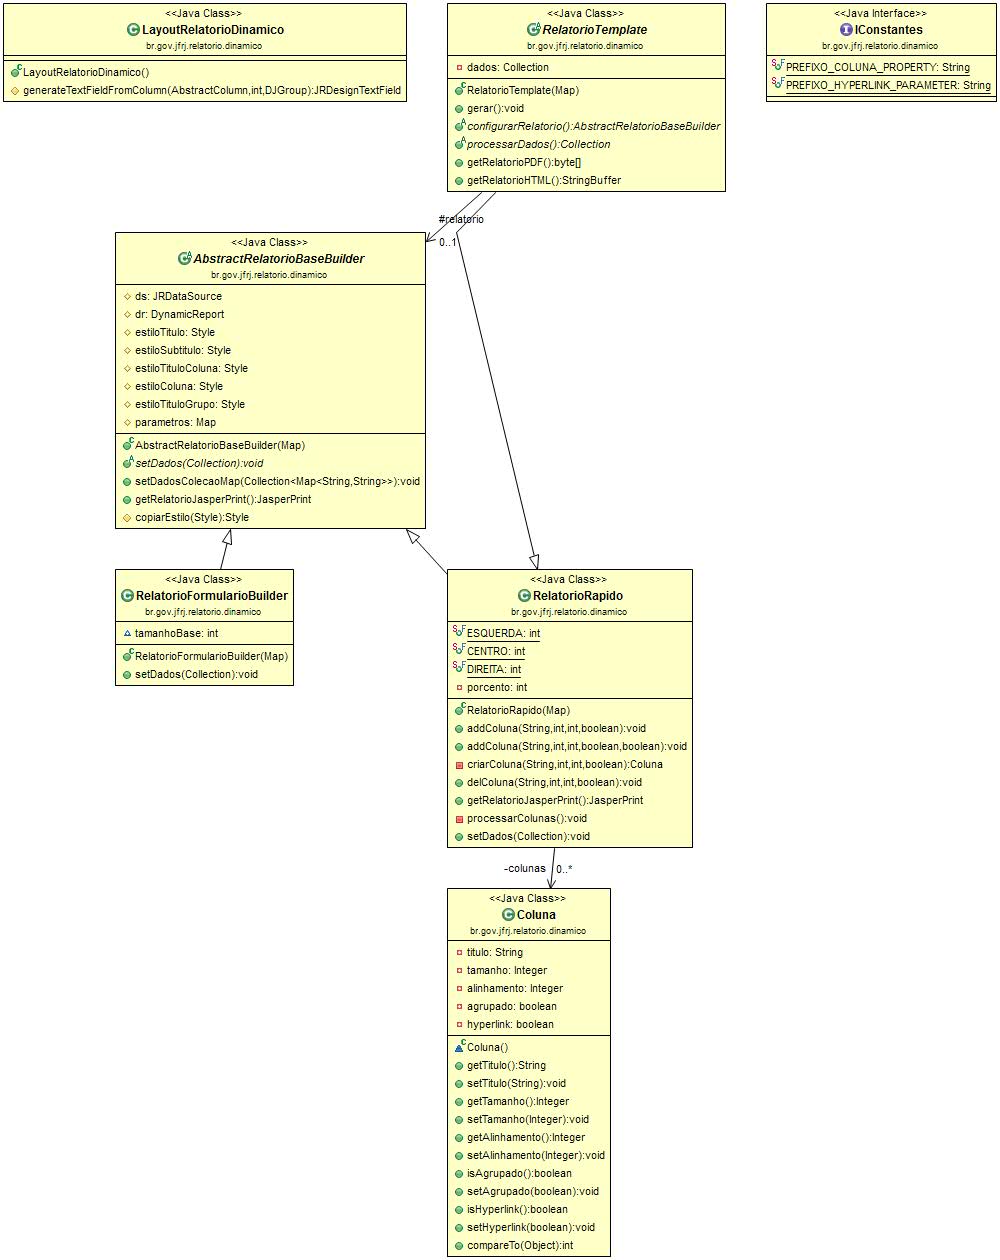 <<Java Class>>
LayoutRelatorioDinamico
br.gov.jfrj.relatorio.dinamico
LayoutRelatorioDinamico()
generateTextFieldFromColumn(AbstractColumn,int,DJGroup):JRDesignTextField
<<Java Class>>
RelatorioTemplate
br.gov.jfrj.relatorio.dinamico
dados: Collection
RelatorioTemplate(Map)
gerar():void
configurarRelatorio():AbstractRelatorioBaseBuilder
processarDados():Collection
getRelatorioPDF():byte[]
getRelatorioHTML():StringBuffer
<<Java Interface>>
IConstantes
br.gov.jfrj.relatorio.dinamico
PREFIXO_COLUNA_PROPERTY: String
PREFIXO_HYPERLINK_PARAMETER: String
#relatorio
0..1
<<Java Class>>
AbstractRelatorioBaseBuilder
br.gov.jfrj.relatorio.dinamico
ds: JRDataSource
dr: DynamicReport
estiloTitulo: Style
estiloSubtitulo: Style
estiloTituloColuna: Style
estiloColuna: Style
estiloTituloGrupo: Style
parametros: Map
AbstractRelatorioBaseBuilder(Map)
setDados(Collection):void
setDadosColecaoMap(Collection<Map<String,String>>):void
getRelatorioJasperPrint():JasperPrint
copiarEstilo(Style):Style
<<Java Class>>
RelatorioFormularioBuilder
br.gov.jfrj.relatorio.dinamico
tamanhoBase: int
RelatorioFormularioBuilder(Map)
setDados(Collection):void
<<Java Class>>
RelatorioRapido
br.gov.jfrj.relatorio.dinamico
ESQUERDA: int
CENTRO: int
DIREITA: int
porcento: int
RelatorioRapido(Map)
addColuna(String,int,int,boolean):void
addColuna(String,int,int,boolean,boolean):void
criarColuna(String,int,int,boolean):Coluna
delColuna(String,int,int,boolean):void
getRelatorioJasperPrint():JasperPrint
processarColunas():void
setDados(Collection):void
-colunas
0..*
<<Java Class>>
Coluna
br.gov.jfrj.relatorio.dinamico
titulo: String
tamanho: Integer
alinhamento: Integer
agrupado: boolean
hyperlink: boolean
Coluna()
getTitulo():String
setTitulo(String):void
getTamanho():Integer
setTamanho(Integer):void
getAlinhamento():Integer
setAlinhamento(Integer):void
isAgrupado():boolean
setAgrupado(boolean):void
isHyperlink():boolean
setHyperlink(boolean):void
compareTo(Object):int